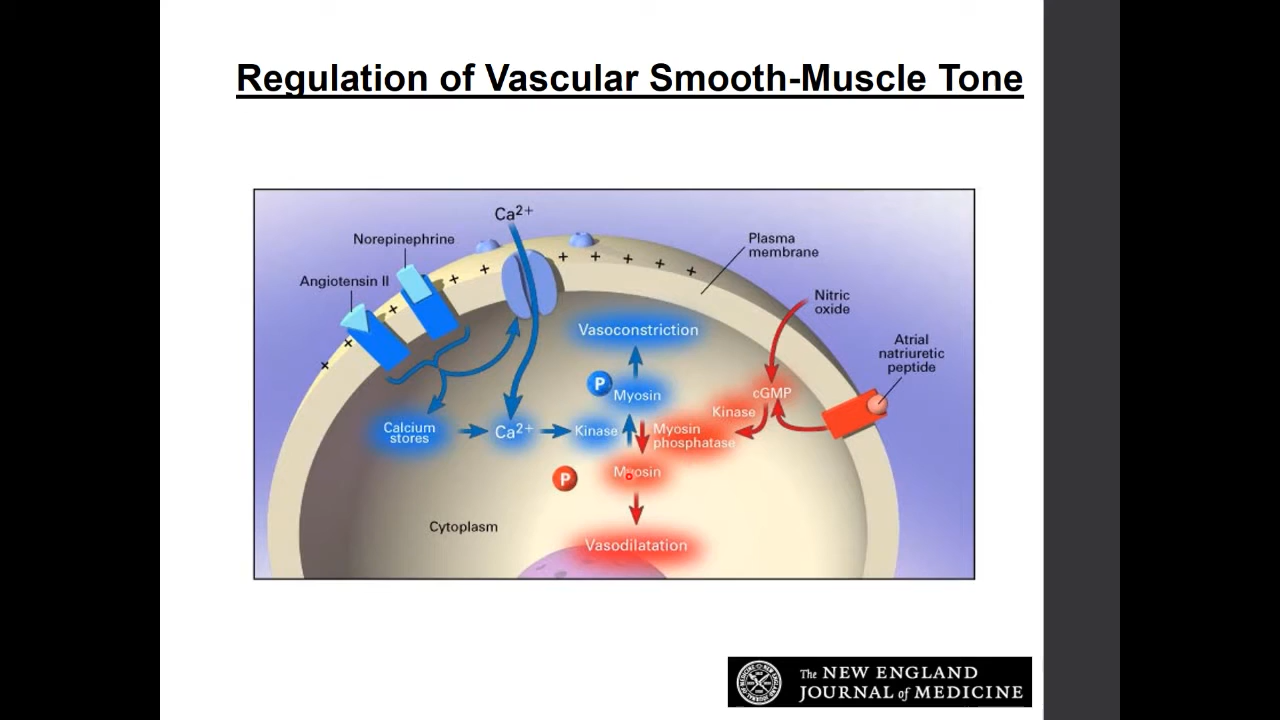 Regulation of Vascular Smooth-Muscle Tone
Ca2+
Norepinephrine
Angiotensin II
Plasma
membrane
Nitric
oxide
Atrial
natriuretic
peptide
Vasoconstriction
P
Myosin
cGMP
Kinase
Calcium
stores
Ca2+
Kinase
Myosin
phosphatase
P
Myosin
Cytoplasm
Vasodilatation
The NEW ENGLAND
JOURNAL of MEDICINE